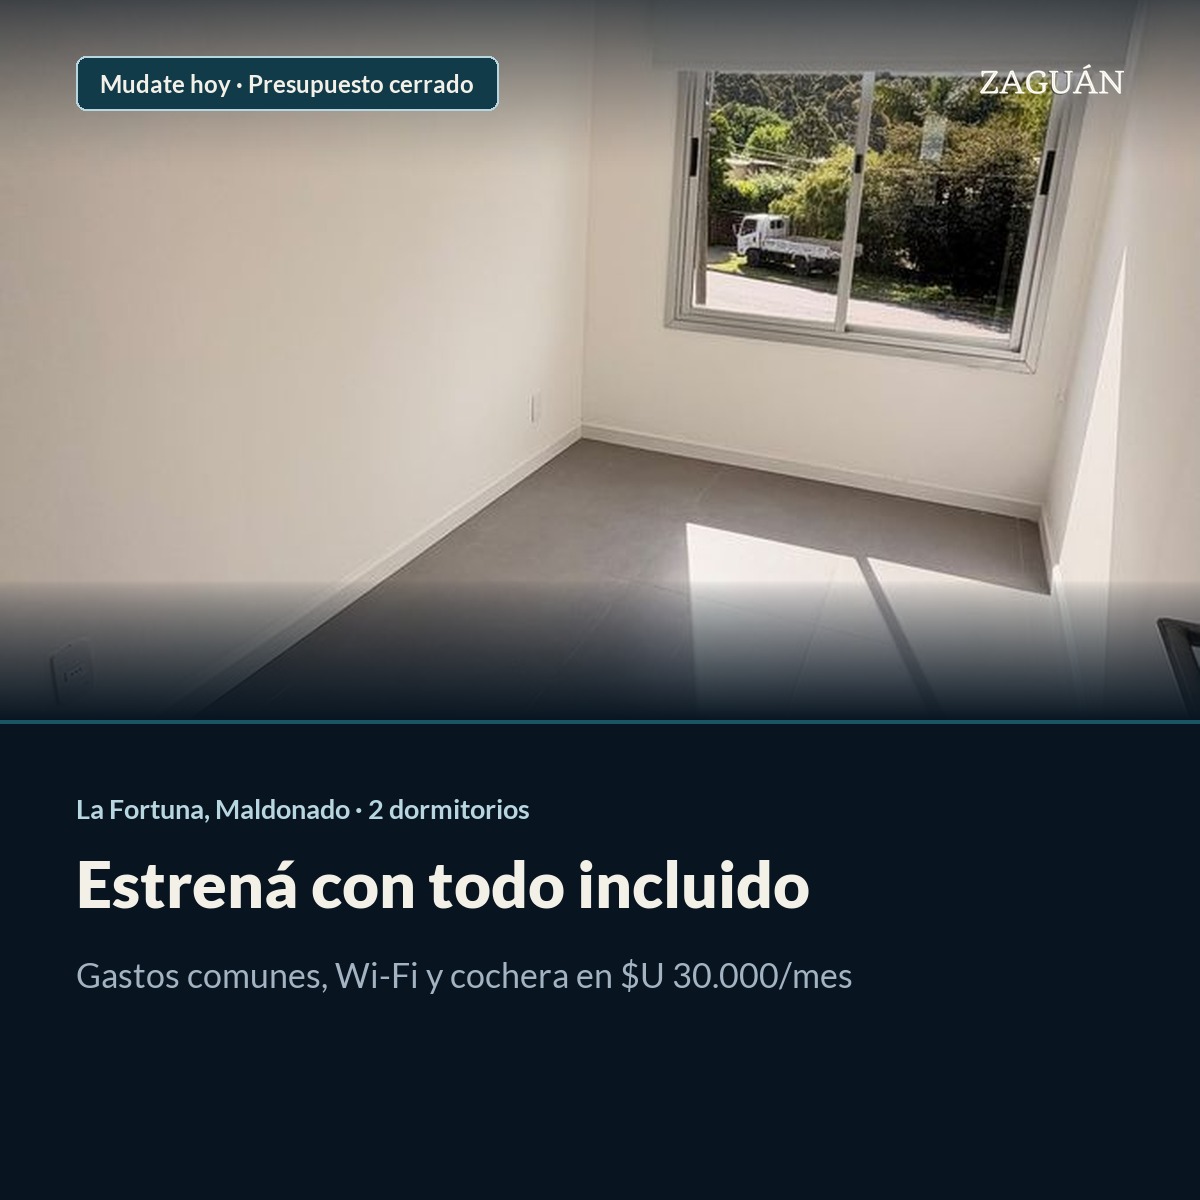 Mudate hoy · Presupuesto cerrado
ZAGUÁN
La Fortuna, Maldonado · 2 dormitorios
Estrená con todo incluido
Gastos comunes, Wi-Fi y cochera en $U 30.000/mes